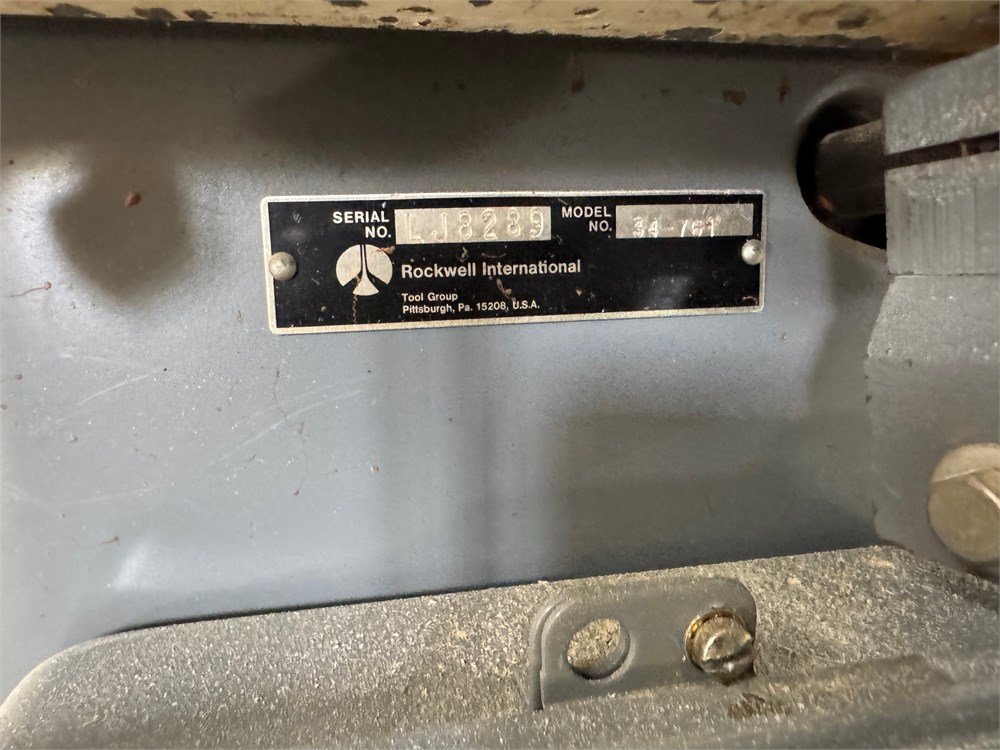 SERIAL NO. LJ8289 MODEL NO. 34-761
Rockwell International
Tool Group
Pittsburgh, Pa. 15208, U.S.A.